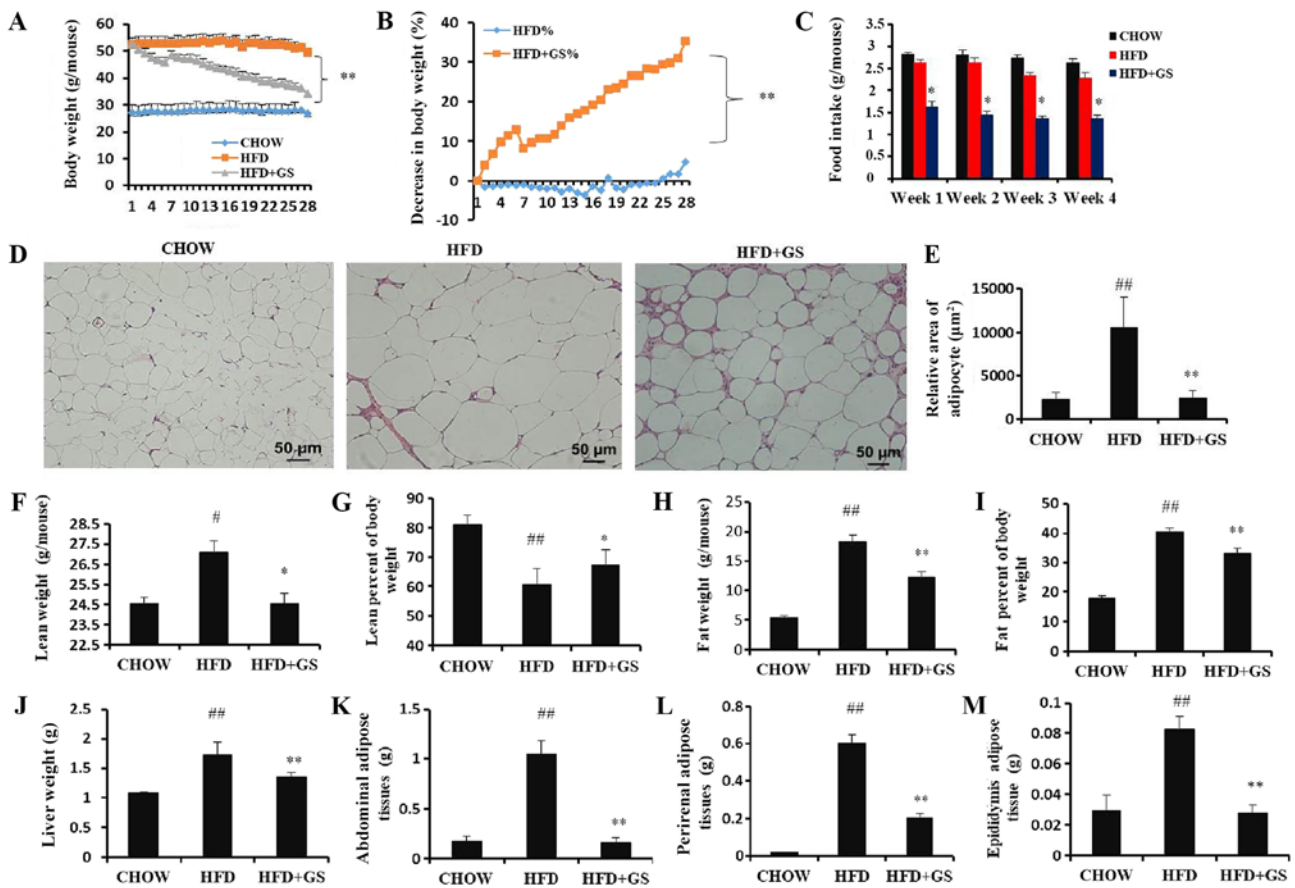 A
Body weight (g/mouse)
60
50
40
30
20
10
0
**
CHOW
HFD
HFD+GS
1 4 7 10 13 16 19 22 25 28
B
Decrease in body weight (%)
40
30
20
10
0
-10
HFD%
HFD+GS%
**
1 4 7 10 13 16 19 22 25 28
C
Food intake (g/mouse)
3.5
3
2.5
2
1.5
1
0.5
0
CHOW
HFD
HFD+GS
* * * *
Week 1 Week 2 Week 3 Week 4
D
CHOW
HFD
HFD+GS
50 µm
50 µm
50 µm
E
Relative area of
adipocyte (µm²)
15000
10000
5000
0
##
**
CHOW HFD HFD+GS
F
Lean weight (g/mouse)
28.5
27.5
26.5
25.5
24.5
23.5
22.5
#
*
CHOW HFD HFD+GS
G
Lean percent of body
weight
90
80
70
60
50
40
##
*
CHOW HFD HFD+GS
H
Fat weight (g/mouse)
25
20
15
10
5
0
##
**
CHOW HFD HFD+GS
I
Fat percent of body
weight
50
40
30
20
10
0
##
**
CHOW HFD HFD+GS
J
Liver weight (g)
2.5
2
1.5
1
0.5
0
##
**
CHOW HFD HFD+GS
K
Abdominal adipose
tissues (g)
1.5
1
0.5
0
##
**
CHOW HFD HFD+GS
L
Perirenal adipose
tissues (g)
0.8
0.6
0.4
0.2
0
##
**
CHOW HFD HFD+GS
M
Epididymis adipose
tissue (g)
0.1
0.08
0.06
0.04
0.02
0
##
**
CHOW HFD HFD+GS